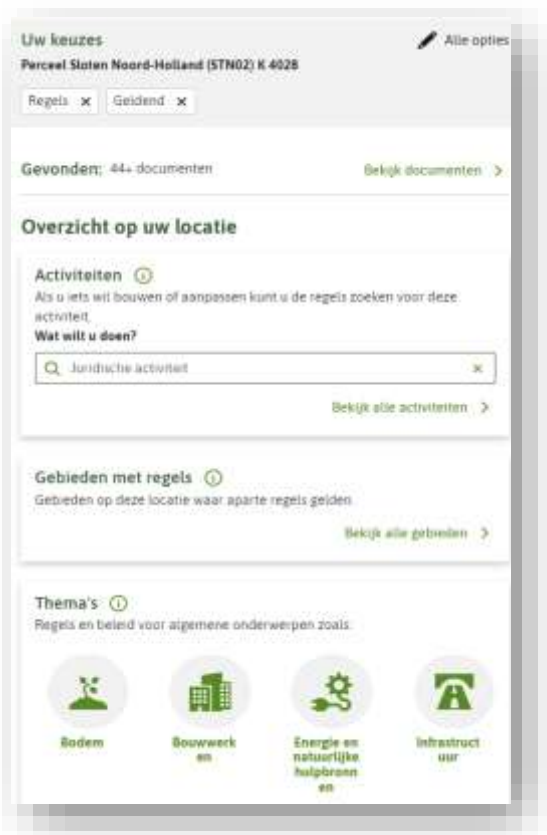 Uw keuzes
Alle opties
Perceel Sloten Noord-Holland (STN02) K 4028
Regels ×
Geldend ×
Gevonden: 44+ documenten
Bekijk documenten >
Overzicht op uw locatie
Activiteiten
Als u iets wil bouwen of aanpassen kunt u de regels zoeken voor deze
activiteit.
Wat wilt u doen?
Juridische activiteit ×
Bekijk alle activiteiten >
Gebieden met regels
Gebieden op deze locatie waar aparte regels gelden
Bekijk alle gebieden >
Thema's
Regels en beleid voor algemene onderwerpen zoals:
Bodem
Bouwwerk
en
Energie en
natuurlijke
hulpbronn
en
Infrastruct
uur